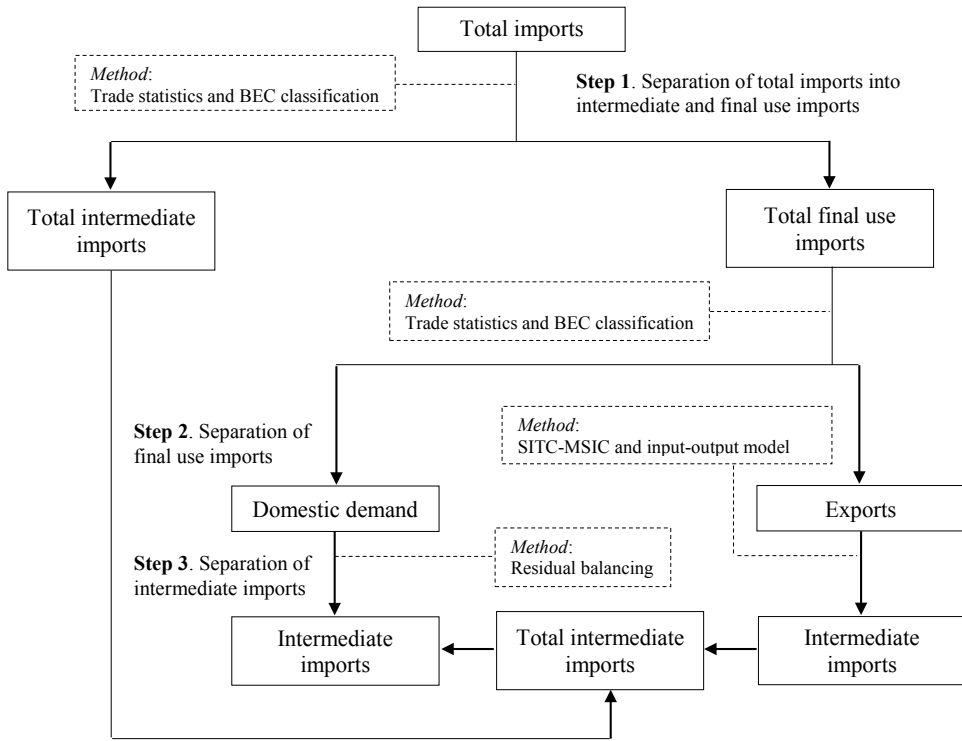 Total imports
Method:
Trade statistics and BEC classification
Step 1. Separation of total imports into
intermediate and final use imports
Total intermediate
imports
Total final use
imports
Method:
Trade statistics and BEC classification
Step 2. Separation of
final use imports
Method:
SITC-MSIC and input-output model
Domestic demand
Exports
Step 3. Separation of
intermediate imports
Method:
Residual balancing
Intermediate
imports
Total intermediate
imports
Intermediate
imports